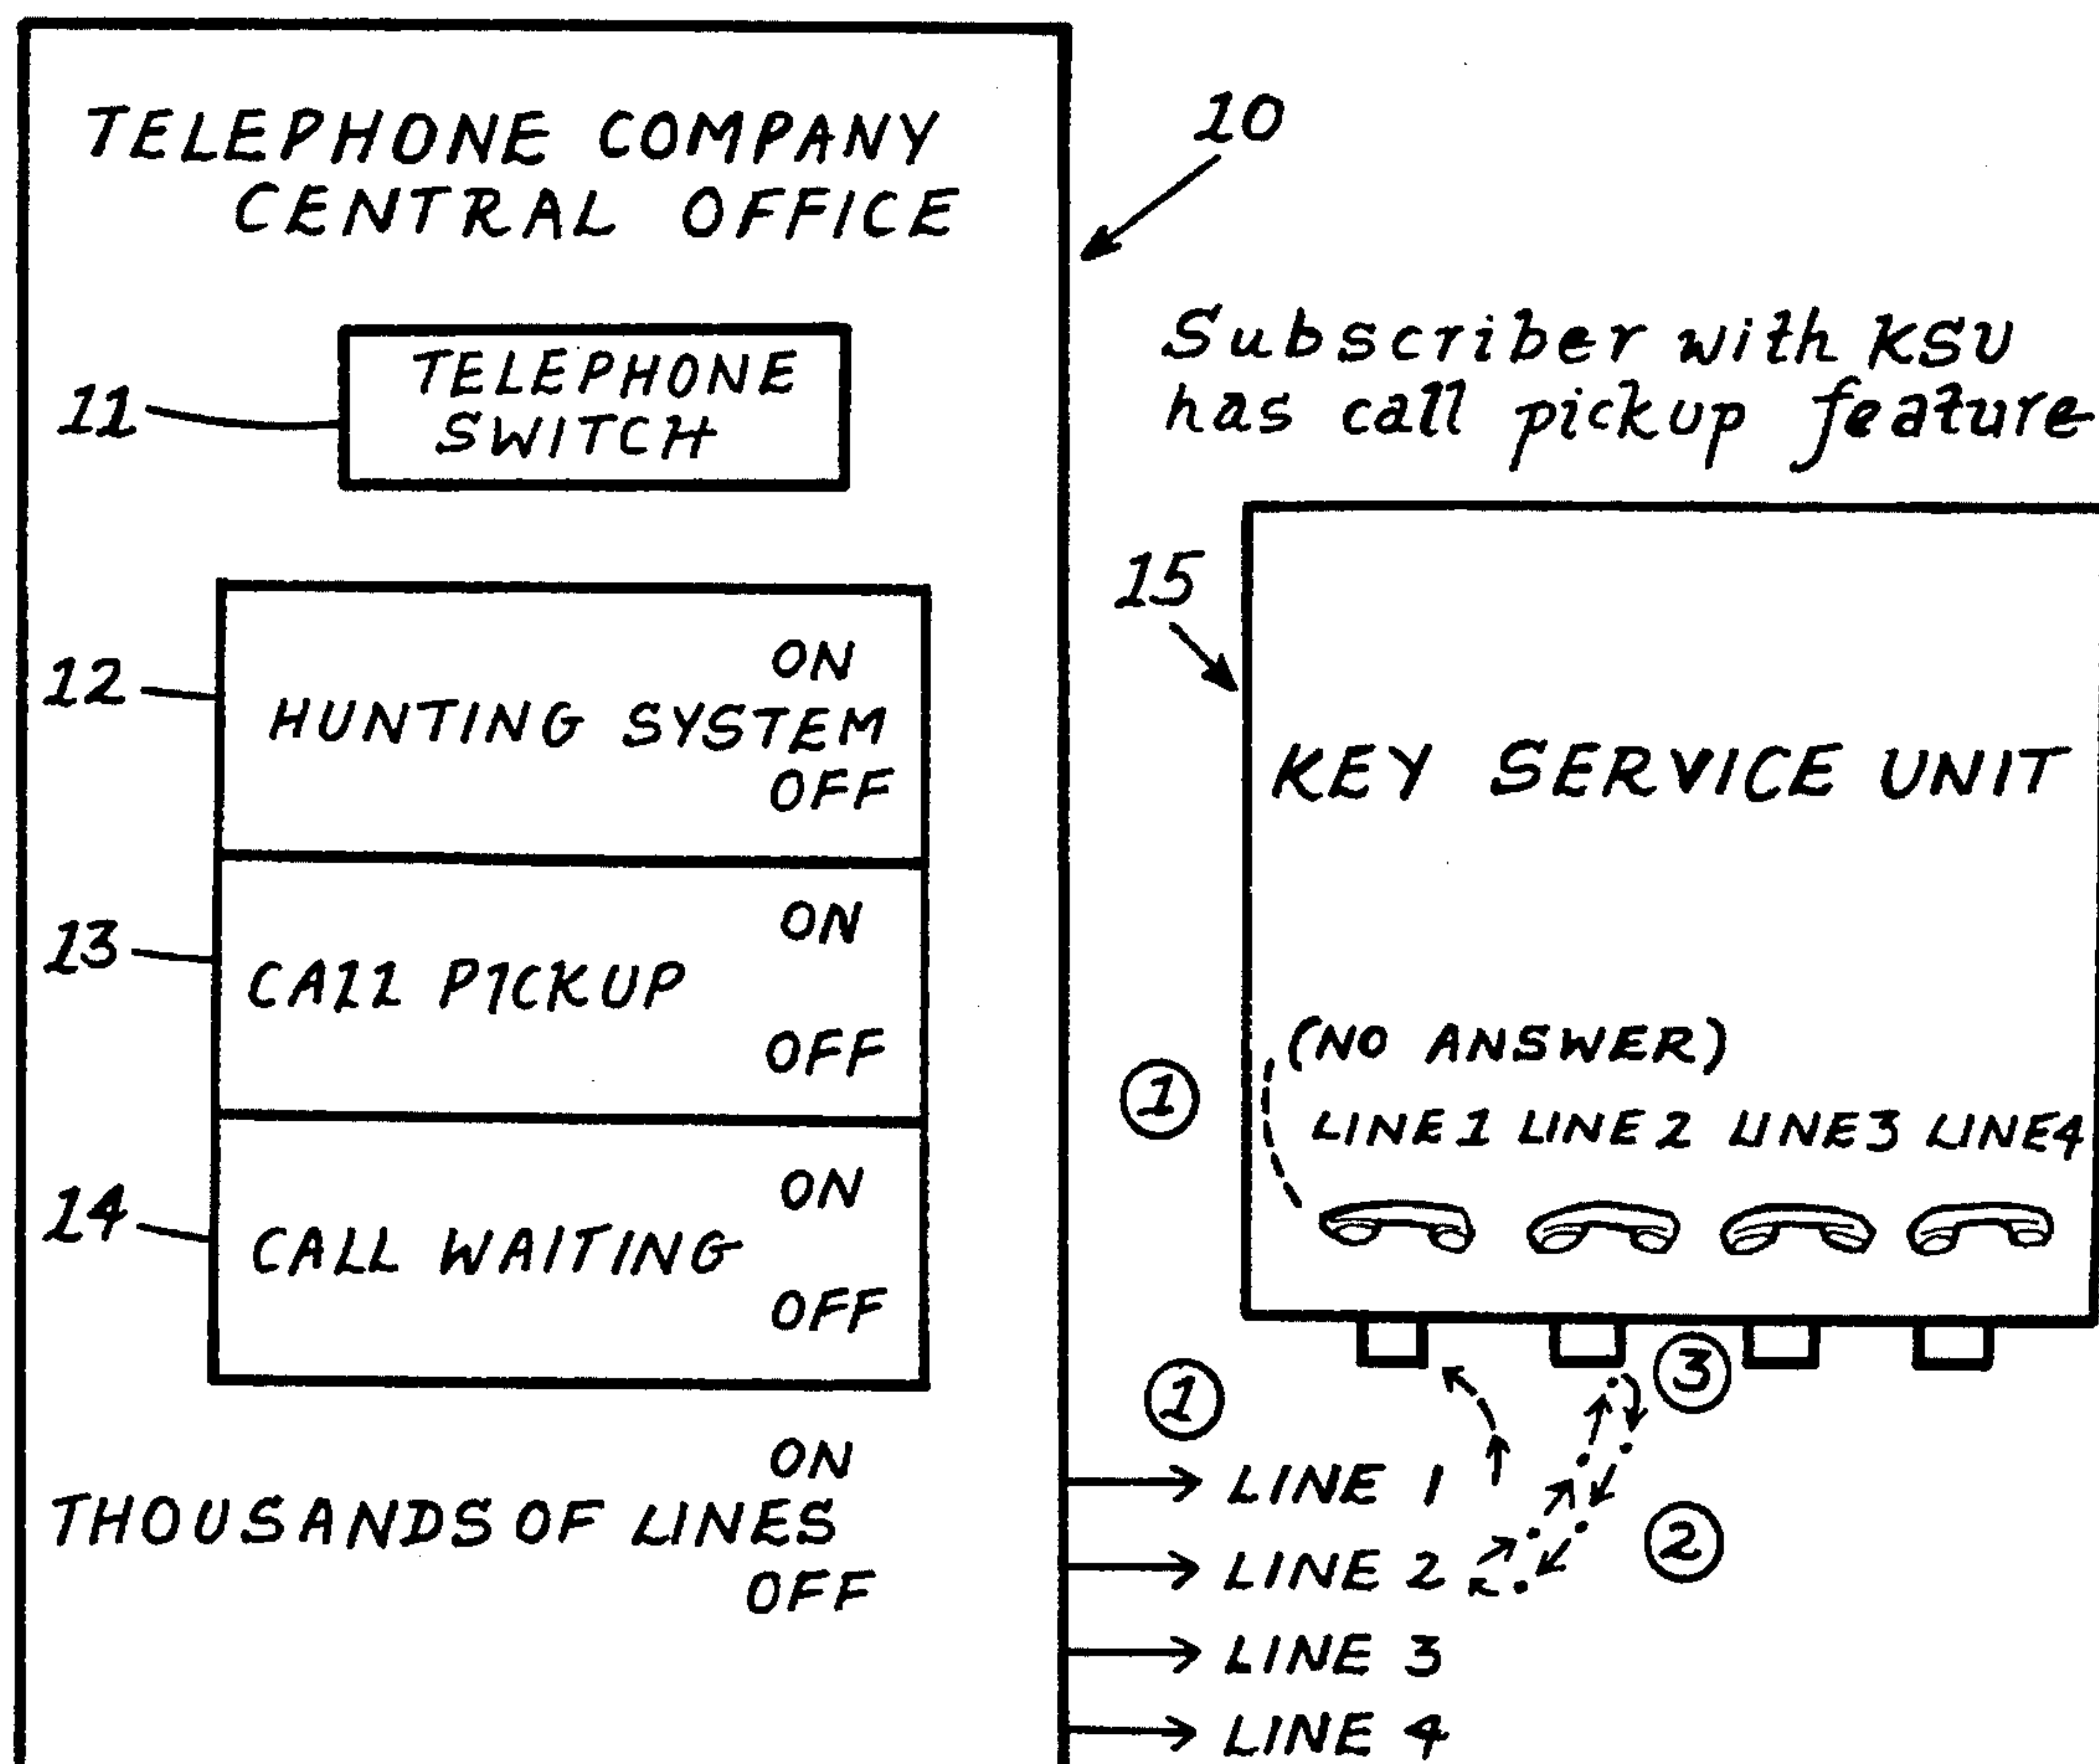 TELEPHONE COMPANY
CENTRAL OFFICE
10
TELEPHONE
SWITCH
11
Subscriber with KSU
has call pickup feature
12
ON
HUNTING SYSTEM
OFF
13
ON
CALL PICKUP
OFF
14
ON
CALL WAITING
OFF
ON
THOUSANDS OF LINES
OFF
15
KEY SERVICE UNIT
(NO ANSWER)
1
LINE 1 LINE 2 LINE 3 LINE 4
3
1
LINE 1
2
LINE 2
LINE 3
LINE 4